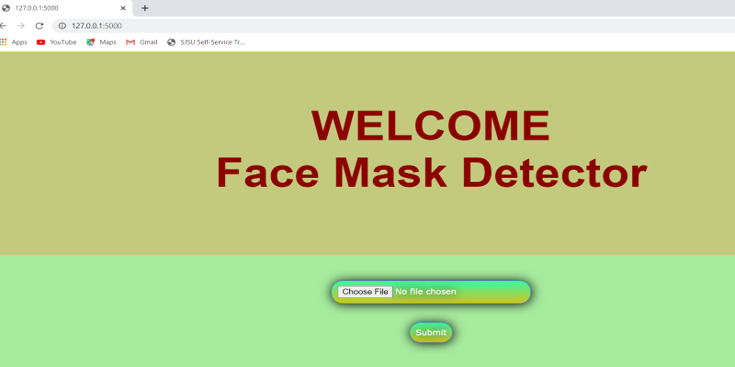 127.0.0.1:5000
127.0.0.1:5000
Apps YouTube Maps Gmail SJSU Self-Service Ti...
WELCOME
Face Mask Detector
Choose File No file chosen
Submit